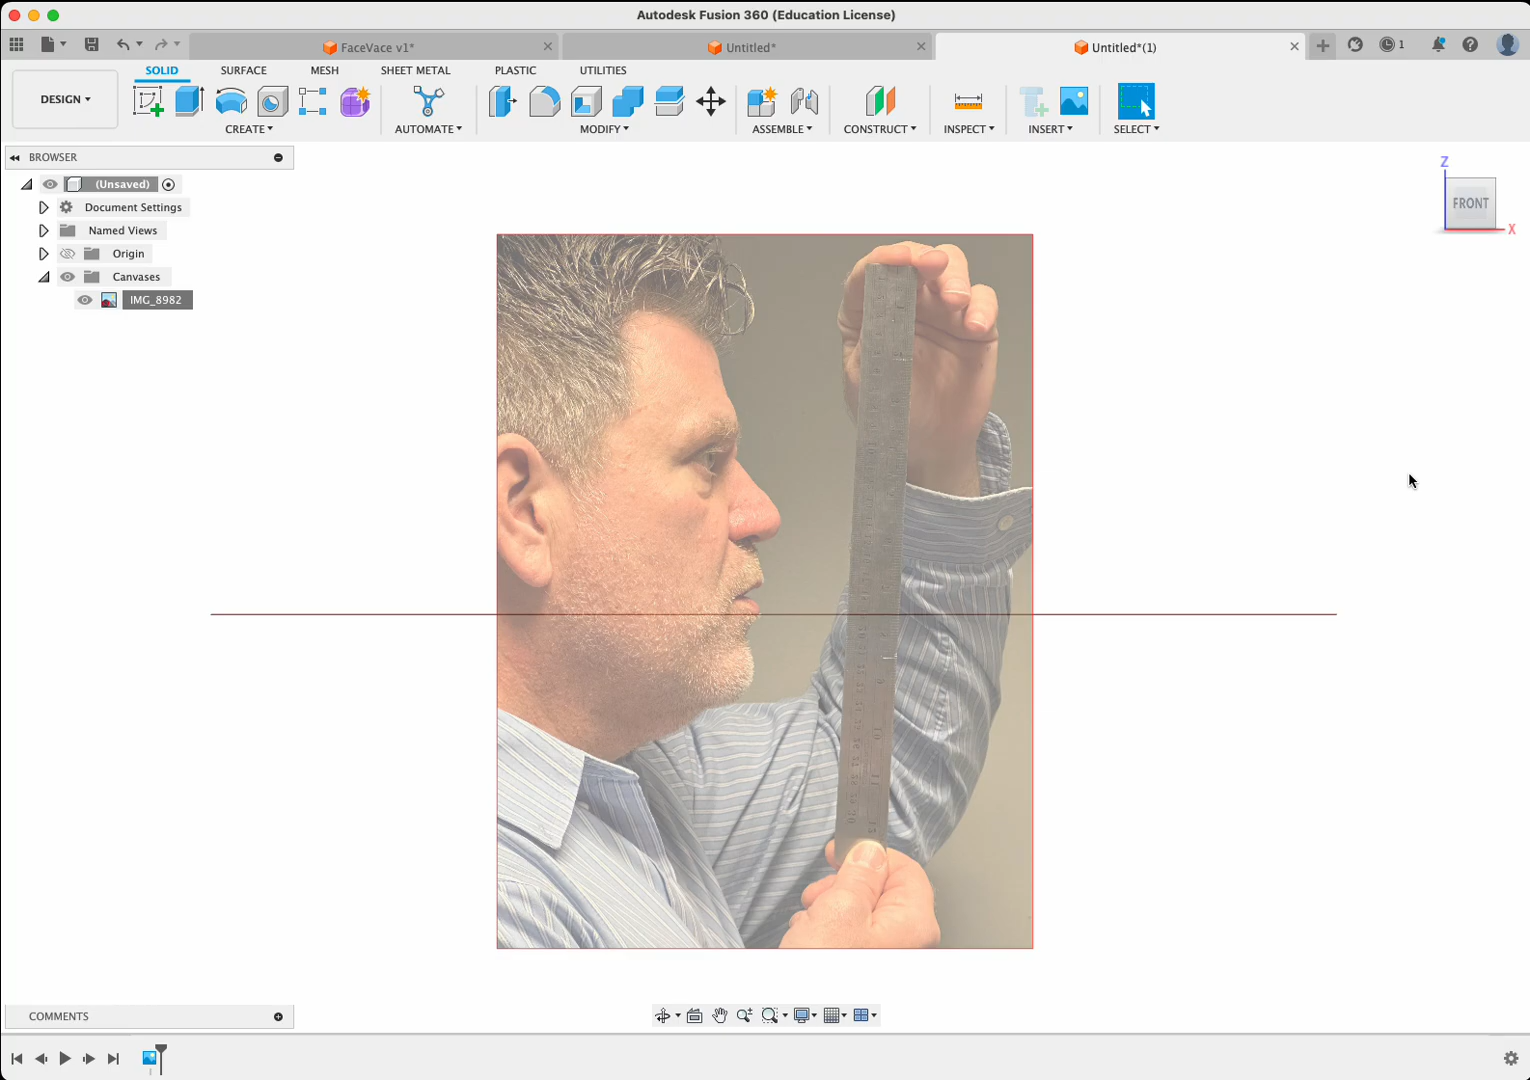 Autodesk Fusion 360 (Education License)
FaceVace v1*
Untitled*
Untitled*(1)
1
DESIGN
SOLID
SURFACE
MESH
SHEET METAL
PLASTIC
UTILITIES
CREATE
AUTOMATE
MODIFY
ASSEMBLE
CONSTRUCT
INSPECT
INSERT
SELECT
BROWSER
(Unsaved)
Document Settings
Named Views
Origin
Canvases
IMG_8982
Z
FRONT
X
COMMENTS